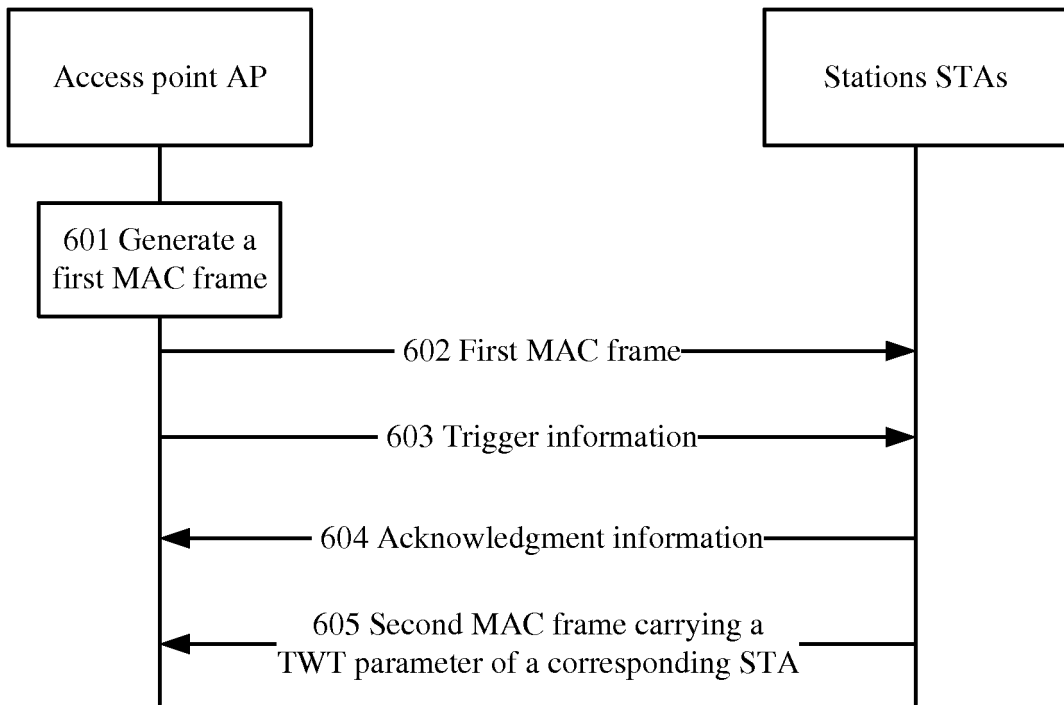 Access point AP
Stations STAs
601 Generate a
first MAC frame
602 First MAC frame
603 Trigger information
604 Acknowledgment information
605 Second MAC frame carrying a
TWT parameter of a corresponding STA